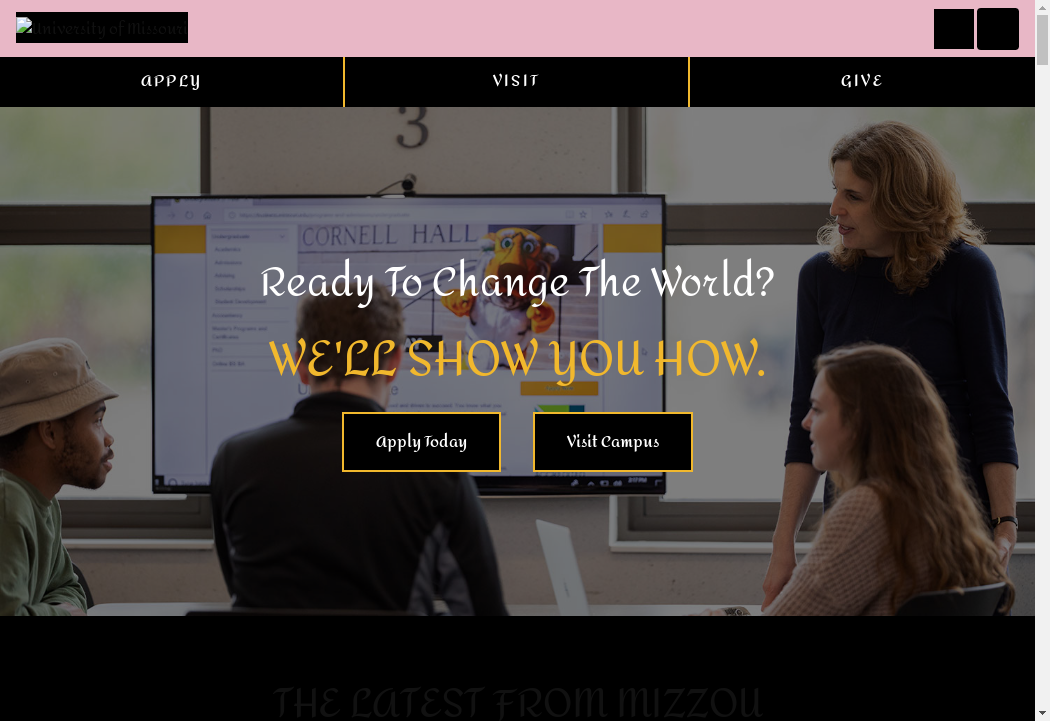 University of Missouri
APPLY
VISIT
GIVE
3
CORNELL HALL
Ready To Change The World?
WE'LL SHOW YOU HOW.
Apply Today
Visit Campus
THE LATEST FROM MIZZOU